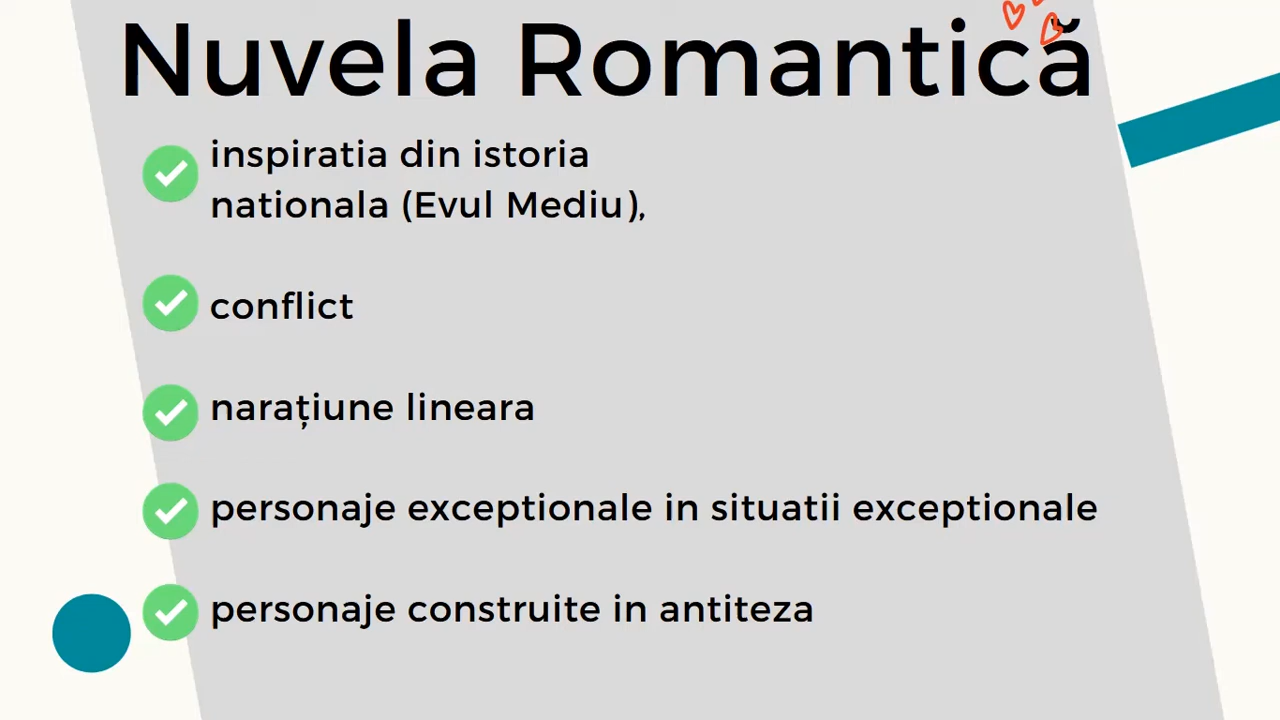 Nuvela Romantică
inspiratia din istoria
nationala (Evul Mediu),
conflict
narațiune lineara
personaje exceptionale in situatii exceptionale
personaje construite in antiteza